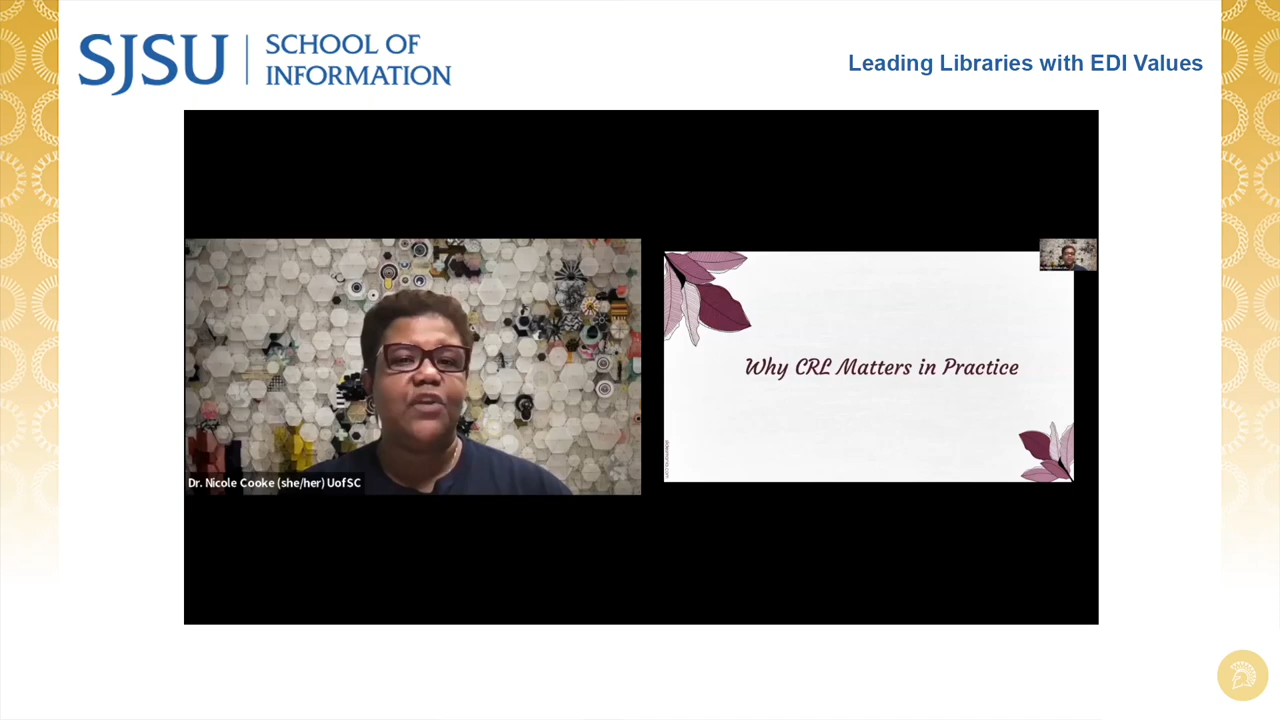 SJSU
SCHOOL OF
INFORMATION
Leading Libraries with EDI Values
Why CRL Matters in Practice
Dr. Nicole Cooke (she/her) UofSC